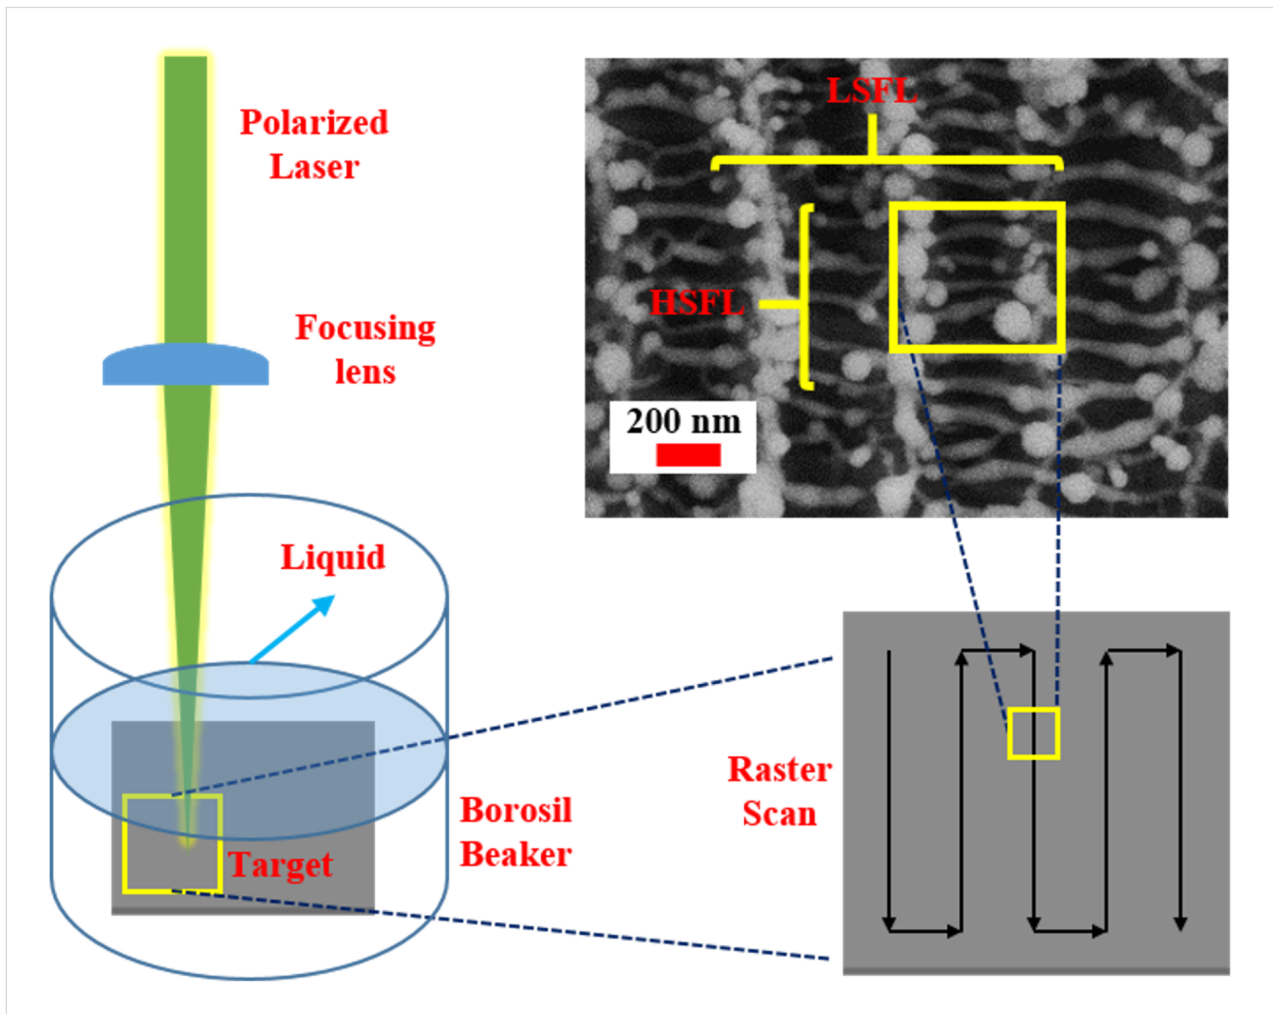 Polarized
Laser
Focusing
lens
Liquid
Borosil
Beaker
Target
LSFL
HSFL
200 nm
Raster
Scan